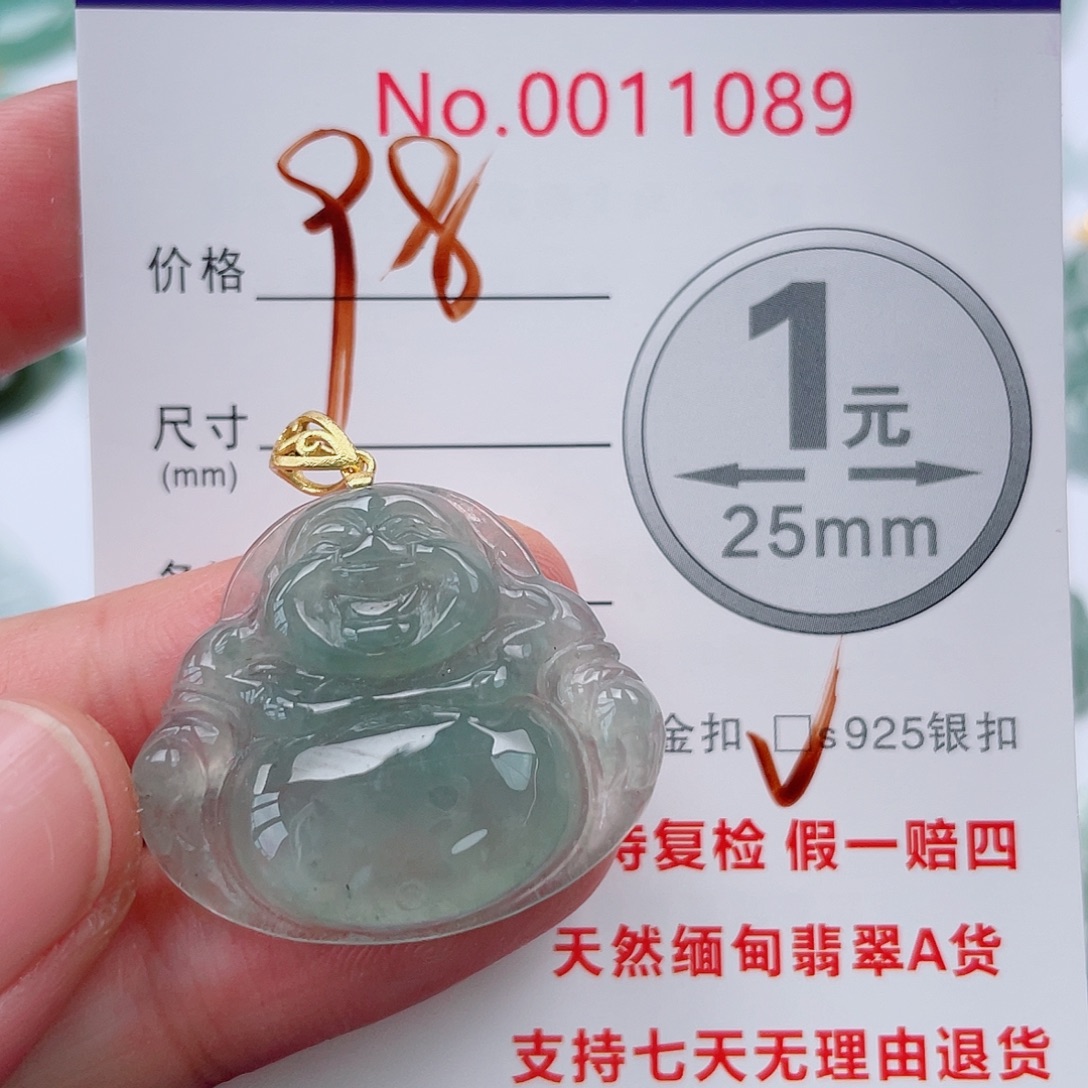 No.0011089
价格 98
1元
尺寸
(mm)
25mm
金扣 □s925银扣
持复检 假一赔四
天然缅甸翡翠A货
支持七天无理由退货